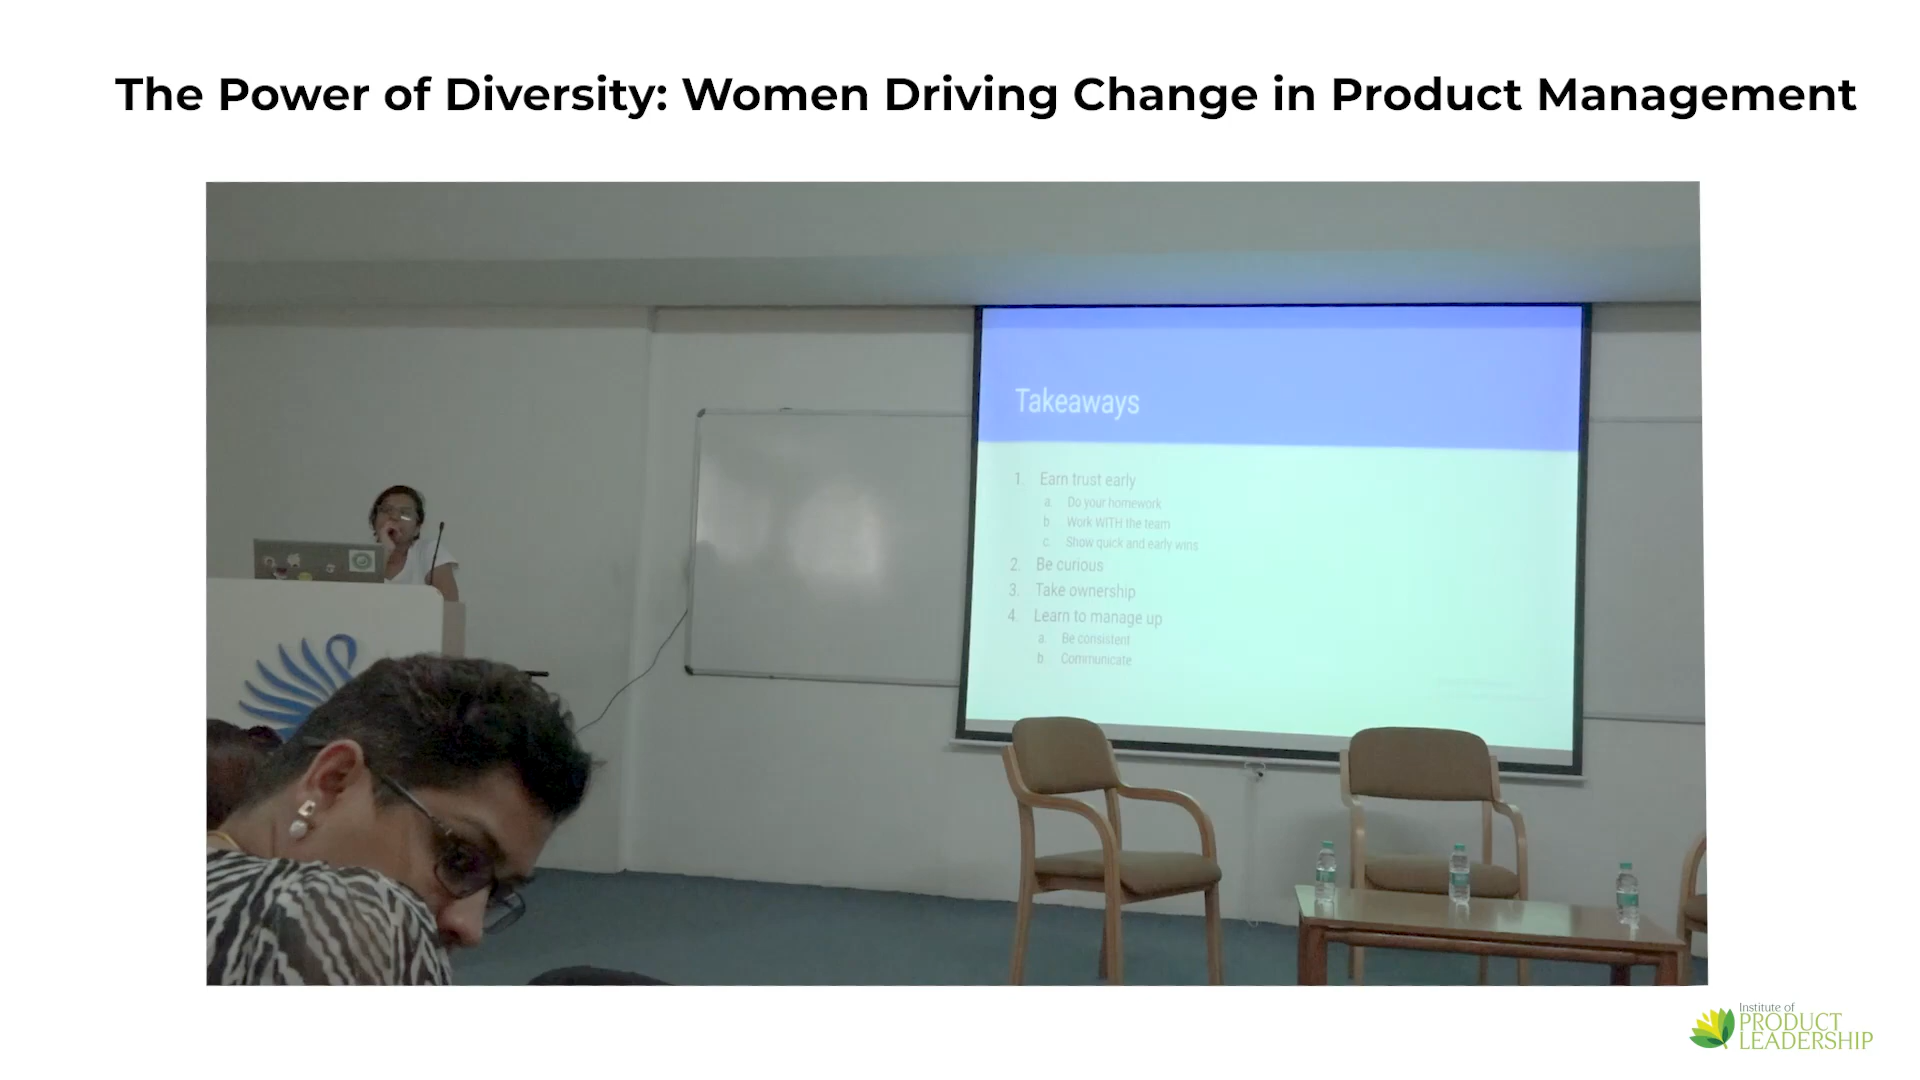 The Power of Diversity: Women Driving Change in Product Management
Takeaways
1. Earn trust early
a. Do your homework
b. Work WITH the team
c. Show quick and early wins
2. Be curious
3. Take ownership
4. Learn to manage up
a. Be consistent
b. Communicate
Institute of
PRODUCT
LEADERSHIP